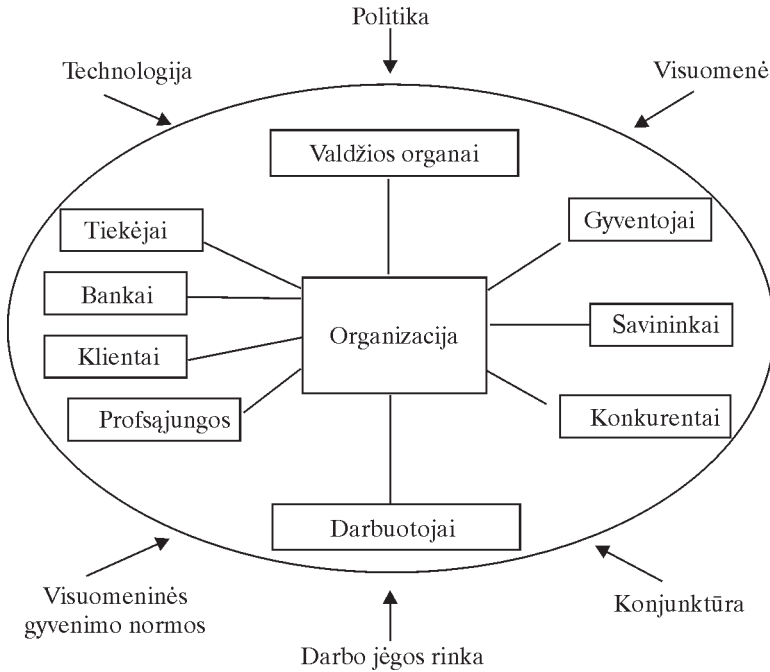 Politika
Technologija
Visuomenė
Valdžios organai
Tiekėjai
Gyventojai
Bankai
Organizacija
Savininkai
Klientai
Profsąjungos
Konkurentai
Darbuotojai
Visuomeninės
gyvenimo normos
Konjunktūra
Darbo jėgos rinka